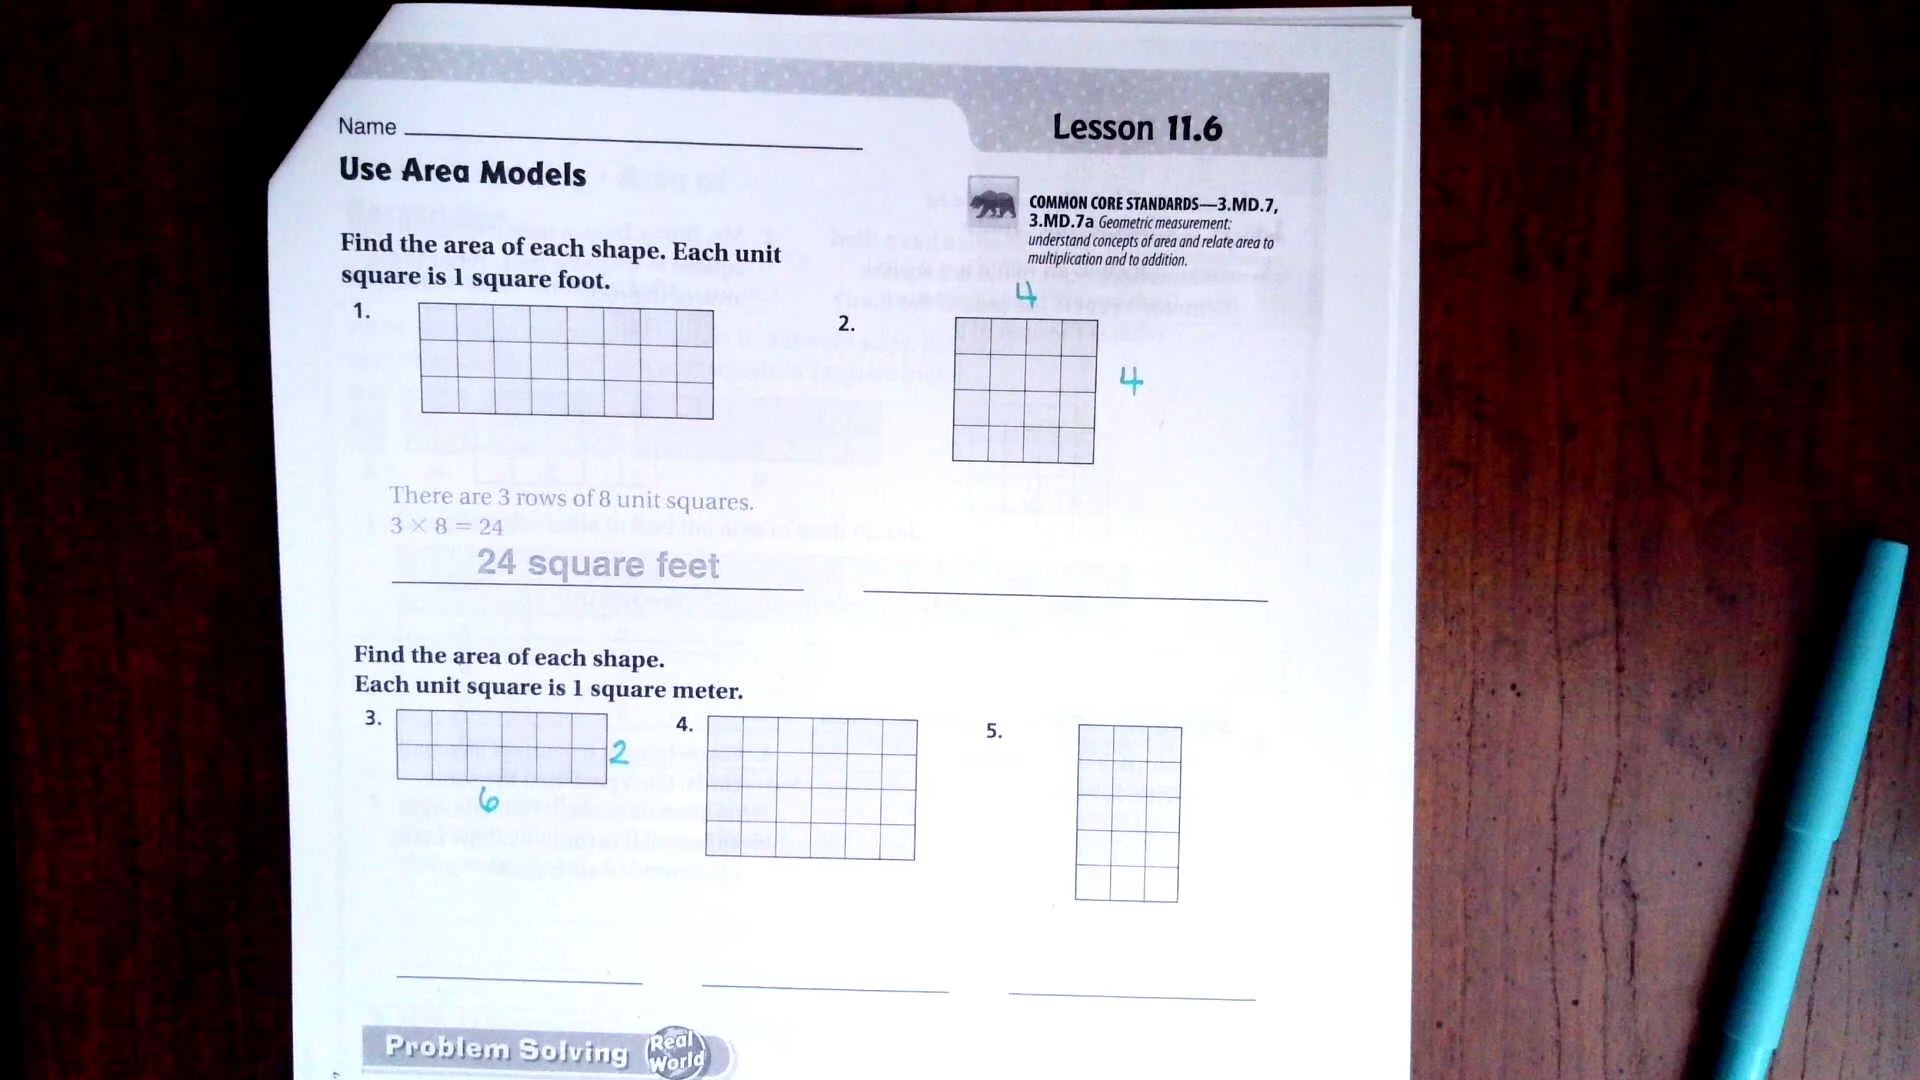 Name
Lesson 11.6
Use Area Models
COMMON CORE STANDARDS—3.MD.7,
3.MD.7a Geometric measurement:
understand concepts of area and relate area to
multiplication and to addition.
Find the area of each shape. Each unit
square is 1 square foot.
1.
2.
4
4
There are 3 rows of 8 unit squares.
3 × 8 = 24
24 square feet
Find the area of each shape.
Each unit square is 1 square meter.
3.
2
6
4.
5.
Problem Solving
Real
World